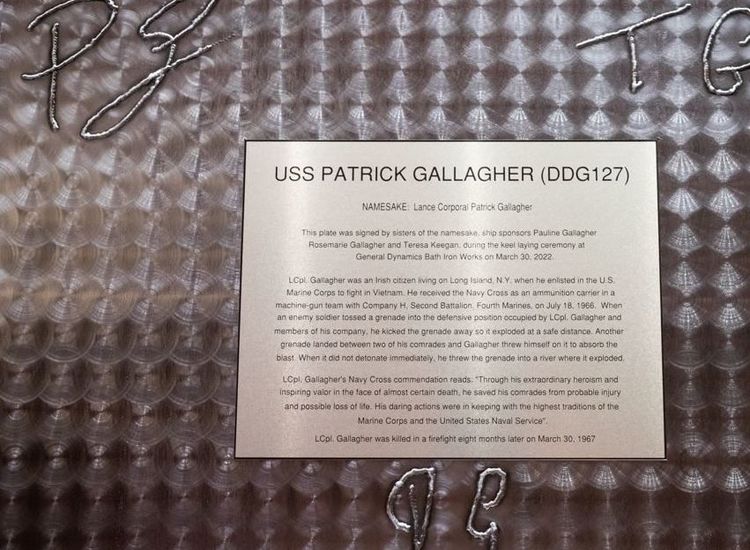 PG
TG
USS PATRICK GALLAGHER (DDG127)
NAMESAKE: Lance Corporal Patrick Gallagher
This plate was signed by sisters of the namesake, ship sponsors Pauline Gallagher
Rosemarie Gallagher and Teresa Keegan, during the keel laying ceremony at
General Dynamics Bath Iron Works on March 30, 2022.
LCpl. Gallagher was an Irish citizen living on Long Island, N.Y. when he enlisted in the U.S.
Marine Corps to fight in Vietnam. He received the Navy Cross as an ammunition carrier in a
machine-gun team with Company H, Second Battalion, Fourth Marines, on July 18, 1966. When
an enemy soldier tossed a grenade into the defensive position occupied by LCpl. Gallagher and
members of his company, he kicked the grenade away so it exploded at a safe distance. Another
grenade landed between two of his comrades and Gallagher threw himself on it to absorb the
blast. When it did not detonate immediately, he threw the grenade into a river where it exploded.
LCpl. Gallagher's Navy Cross commendation reads: "Through his extraordinary heroism and
inspiring valor in the face of almost certain death, he saved his comrades from probable injury
and possible loss of life. His daring actions were in keeping with the highest traditions of the
Marine Corps and the United States Naval Service".
LCpl. Gallagher was killed in a firefight eight months later on March 30, 1967